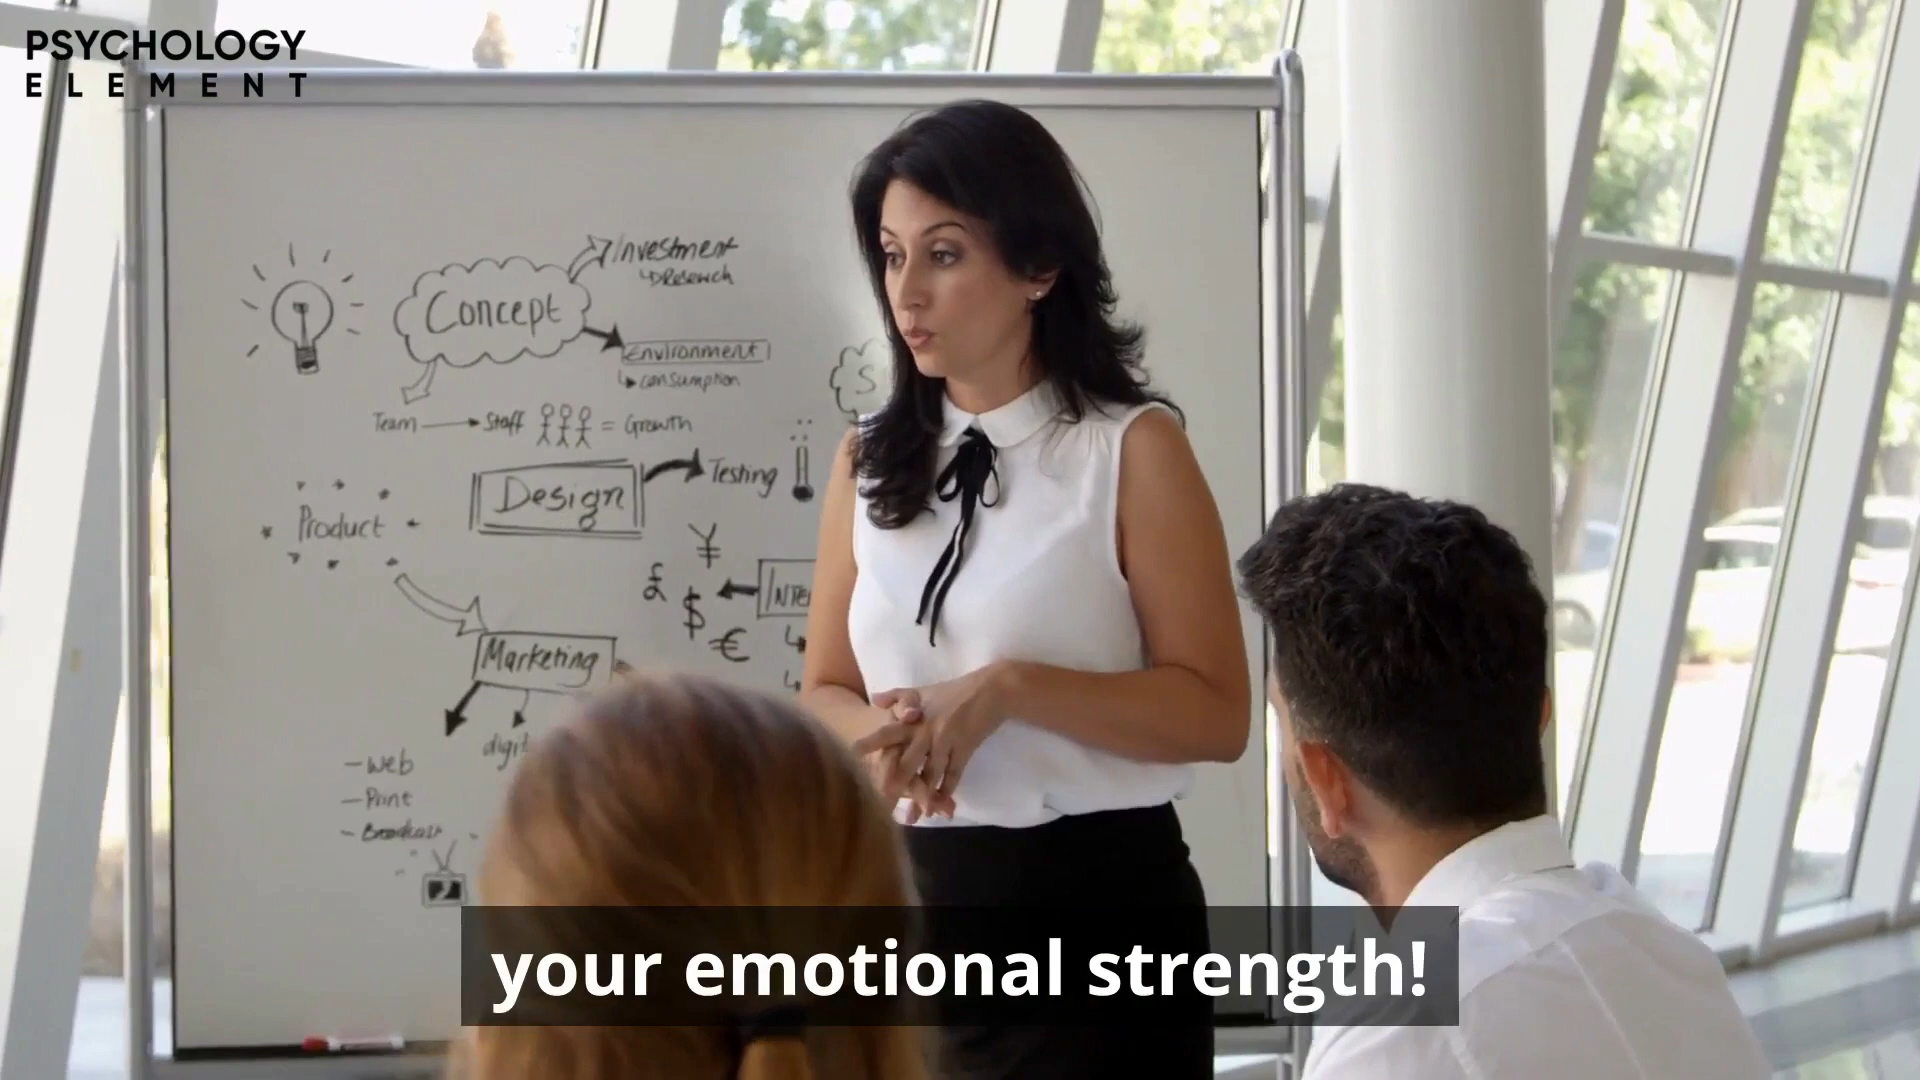 PSYCHOLOGY
ELEMENT
Investment
Research
Concept
Environment
consumption
Team
Staff
= Growth
Design
Testing
Product
¥
£
$
€
Marketing
-Web
-Print
- Broadcast
your emotional strength!